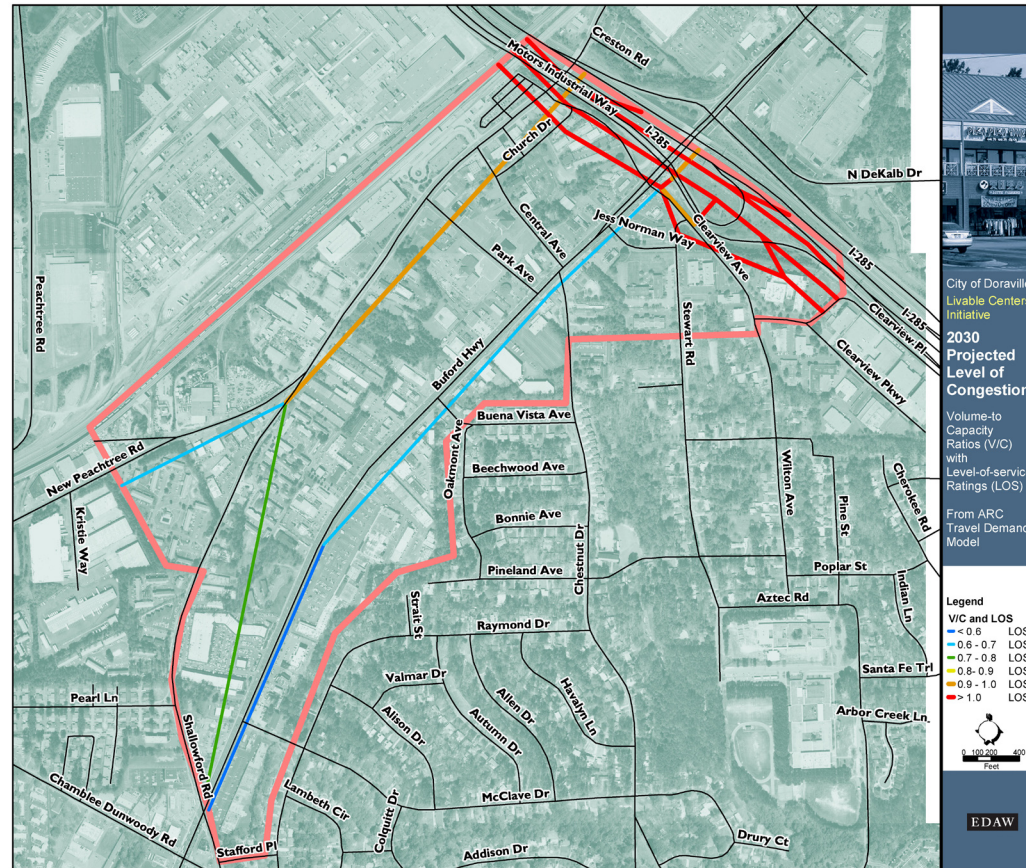 Creston Rd
Motors Industrial Way
I-285
Church Dr
N DeKalb Dr
Central Ave
Jess Norman Way
Clearview Ave
Park Ave
I-285
Peachtree Rd
I-285
Clearview Pl
Stewart Rd
Buford Hwy
Clearview Pkwy
Buena Vista Ave
Oakmont Ave
New Peachtree Rd
Beechwood Ave
Wilton Ave
Cherokee Rd
Kristie Way
Bonnie Ave
Pine St
Chestnut Dr
Pineland Ave
Poplar St
Indian Ln
Strait St
Aztec Rd
Raymond Dr
Valmar Dr
Santa Fe Trl
Allen Dr
Havalyn Ln
Pearl Ln
Alison Dr
Autumn Dr
Arbor Creek Ln
Shallowford Rd
Chamblee Dunwoody Rd
Lambeth Cir
Colquitt Dr
McClave Dr
Drury Ct
Stafford Pl
Addison Dr
City of Doraville
Livable Centers
Initiative
2030
Projected
Level of
Congestion
Volume-to
Capacity
Ratios (V/C)
with
Level-of-servic
Ratings (LOS)
From ARC
Travel Demand
Model
Legend
V/C and LOS
< 0.6 LOS
0.6 - 0.7 LOS
0.7 - 0.8 LOS
0.8- 0.9 LOS
0.9 - 1.0 LOS
> 1.0 LOS
0 100 200 400
Feet
EDAW